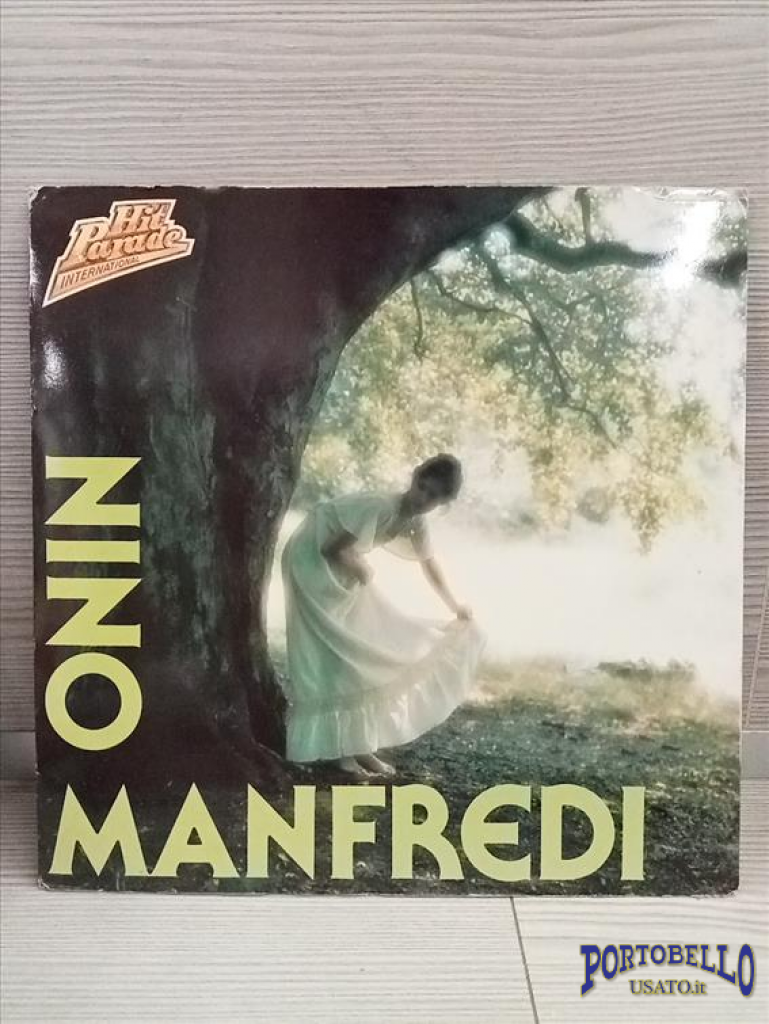 Hit
Parade
INTERNATIONAL
NINO
MANFREDI
PORTOBELLO
USATO.it